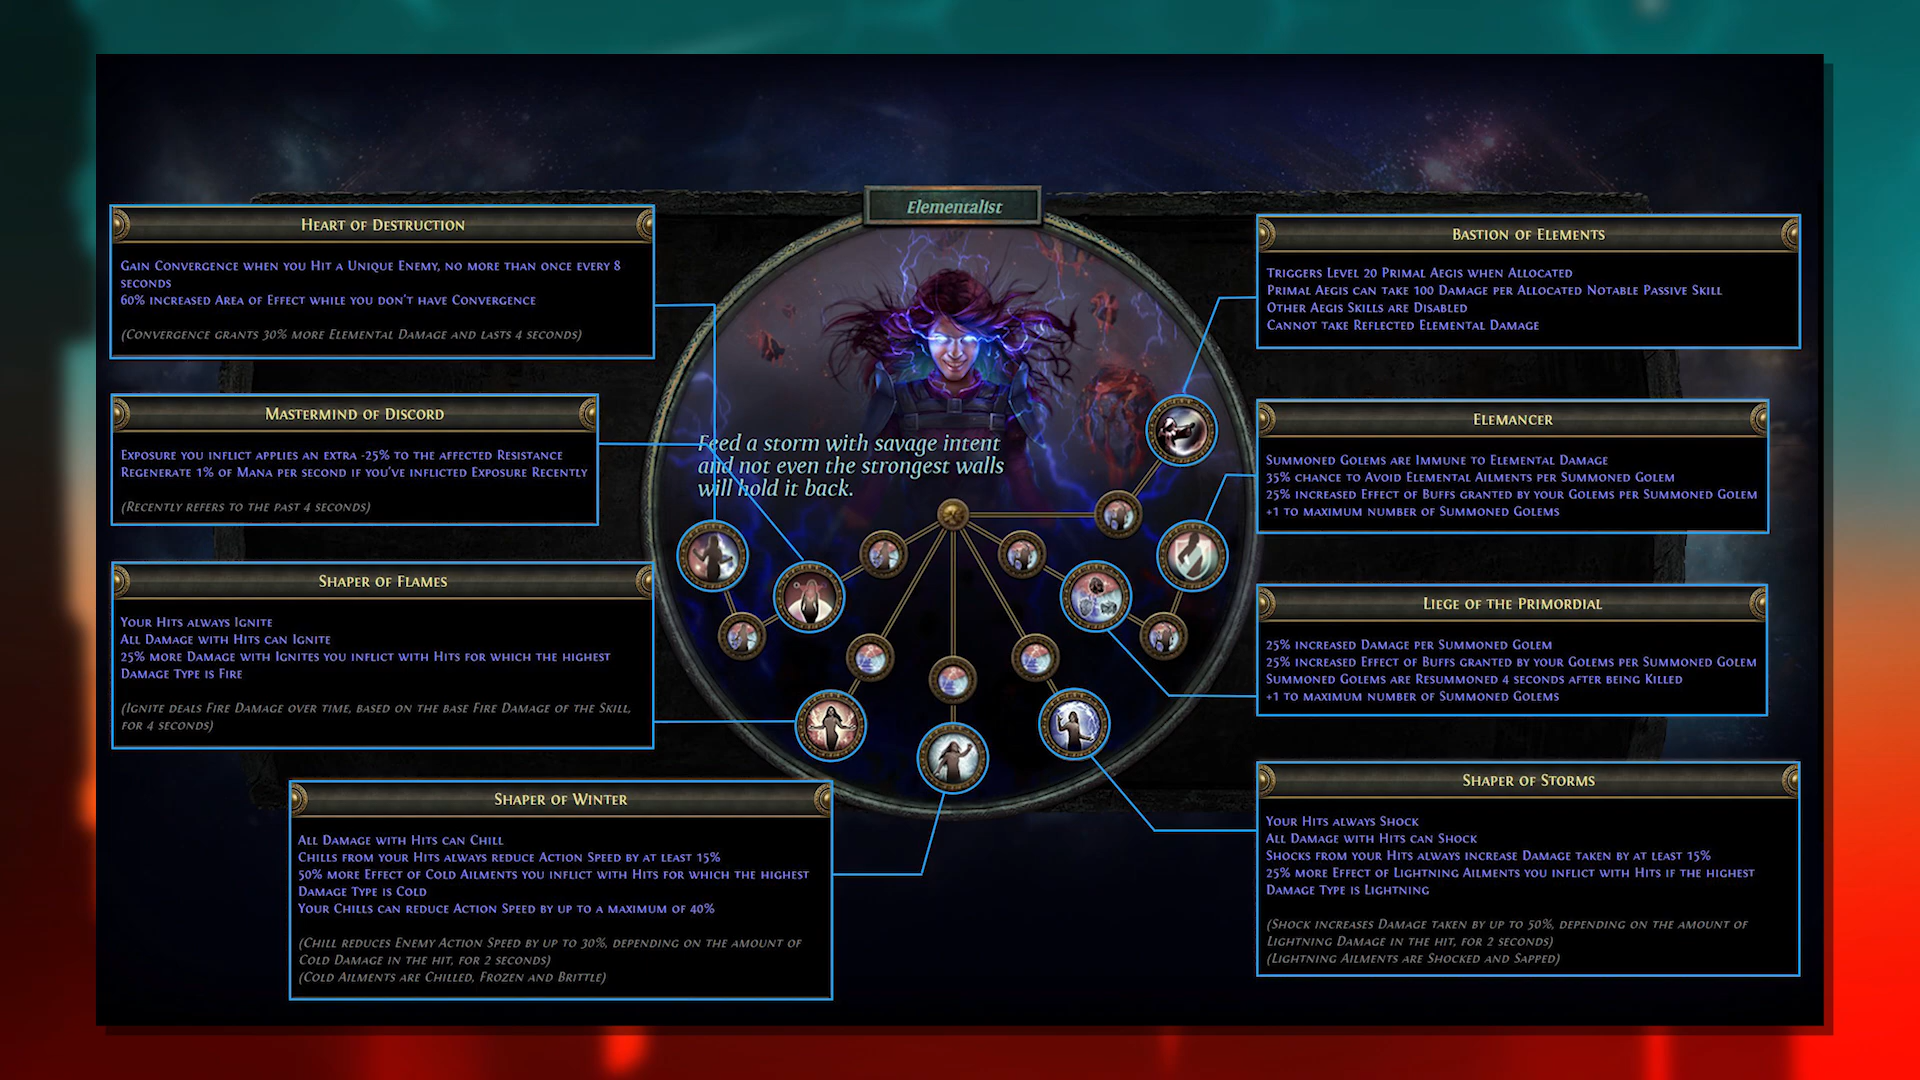 Elementalist
Feed a storm with savage intent
and not even the strongest walls
will hold it back.
Heart of Destruction
Gain Convergence when you Hit a Unique Enemy, no more than once every 8
seconds
60% increased Area of Effect while you don't have Convergence
(Convergence grants 30% more Elemental Damage and lasts 4 seconds)
Mastermind of Discord
Exposure you inflict applies an extra -25% to the affected Resistance
Regenerate 1% of Mana per second if you've inflicted Exposure Recently
(Recently refers to the past 4 seconds)
Shaper of Flames
Your Hits always Ignite
All Damage with Hits can Ignite
25% more Damage with Ignites you inflict with Hits for which the highest
Damage Type is Fire
(Ignite deals Fire Damage over time, based on the base Fire Damage of the Skill,
for 4 seconds)
Shaper of Winter
All Damage with Hits can Chill
Chills from your Hits always reduce Action Speed by at least 15%
50% more Effect of Cold Ailments you inflict with Hits for which the highest
Damage Type is Cold
Your Chills can reduce Action Speed by up to a maximum of 40%
(Chill reduces Enemy Action Speed by up to 30%, depending on the amount of
Cold Damage in the hit, for 2 seconds)
(Cold Ailments are Chilled, Frozen and Brittle)
Bastion of Elements
Triggers Level 20 Primal Aegis when Allocated
Primal Aegis can take 100 Damage per Allocated Notable Passive Skill
Other Aegis Skills are Disabled
Cannot take Reflected Elemental Damage
Elemancer
Summoned Golems are Immune to Elemental Damage
35% chance to Avoid Elemental Ailments per Summoned Golem
25% increased Effect of Buffs granted by your Golems per Summoned Golem
+1 to maximum number of Summoned Golems
Liege of the Primordial
25% increased Damage per Summoned Golem
25% increased Effect of Buffs granted by your Golems per Summoned Golem
Summoned Golems are Resummoned 4 seconds after being Killed
+1 to maximum number of Summoned Golems
Shaper of Storms
Your Hits always Shock
All Damage with Hits can Shock
Shocks from your Hits always increase Damage taken by at least 15%
25% more Effect of Lightning Ailments you inflict with Hits if the highest
Damage Type is Lightning
(Shock increases Damage taken by up to 50%, depending on the amount of
Lightning Damage in the hit, for 2 seconds)
(Lightning Ailments are Shocked and Sapped)